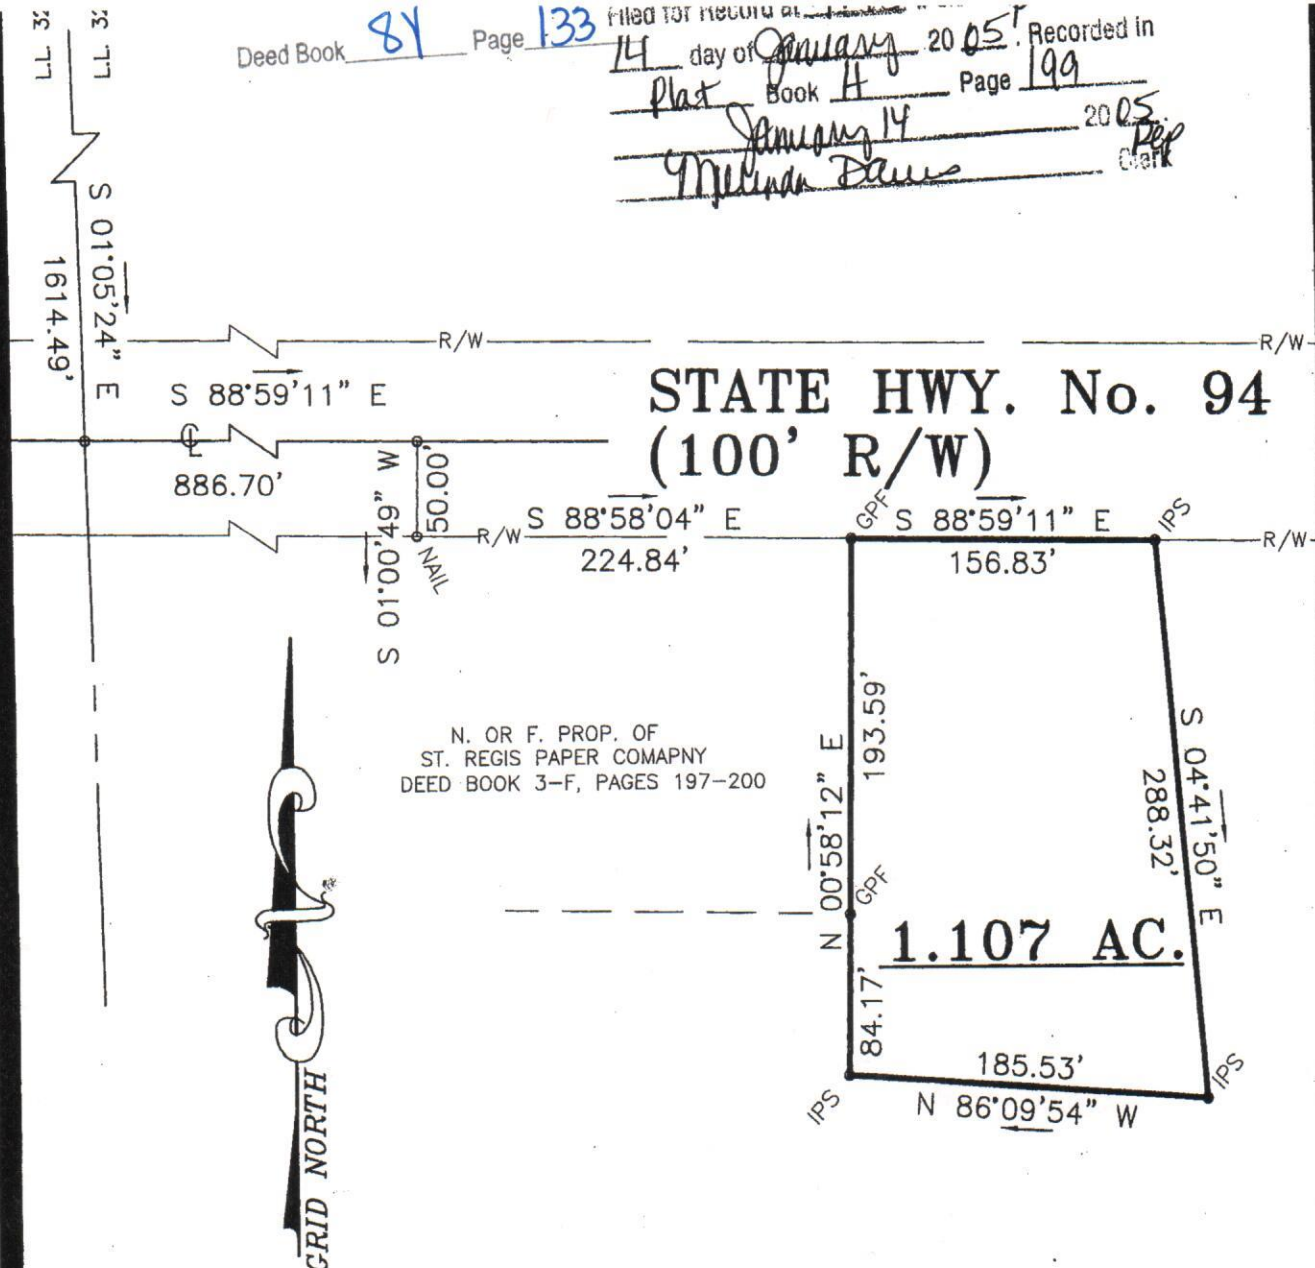 LL 3
LL 3
Deed Book 8Y Page 133
Filed for Record at
14 day of January 2005. Recorded in
Plat Book H Page 199
January 14 2005.
Dep
Clerk
S 01°05'24" E
1614.49'
R/W
R/W
S 88°59'11" E
STATE HWY. No. 94
(100' R/W)
℄
886.70'
S 01°00'49" W
50.00'
NAIL
R/W
S 88°58'04" E
224.84'
GPF
S 88°59'11" E
156.83'
IPS
R/W
N. OR F. PROP. OF
ST. REGIS PAPER COMAPNY
DEED BOOK 3-F, PAGES 197-200
N 00°58'12" E
193.59'
GPF
S 04°41'50" E
288.32'
1.107 AC.
84.17'
185.53'
IPS
N 86°09'54" W
IPS
GRID NORTH